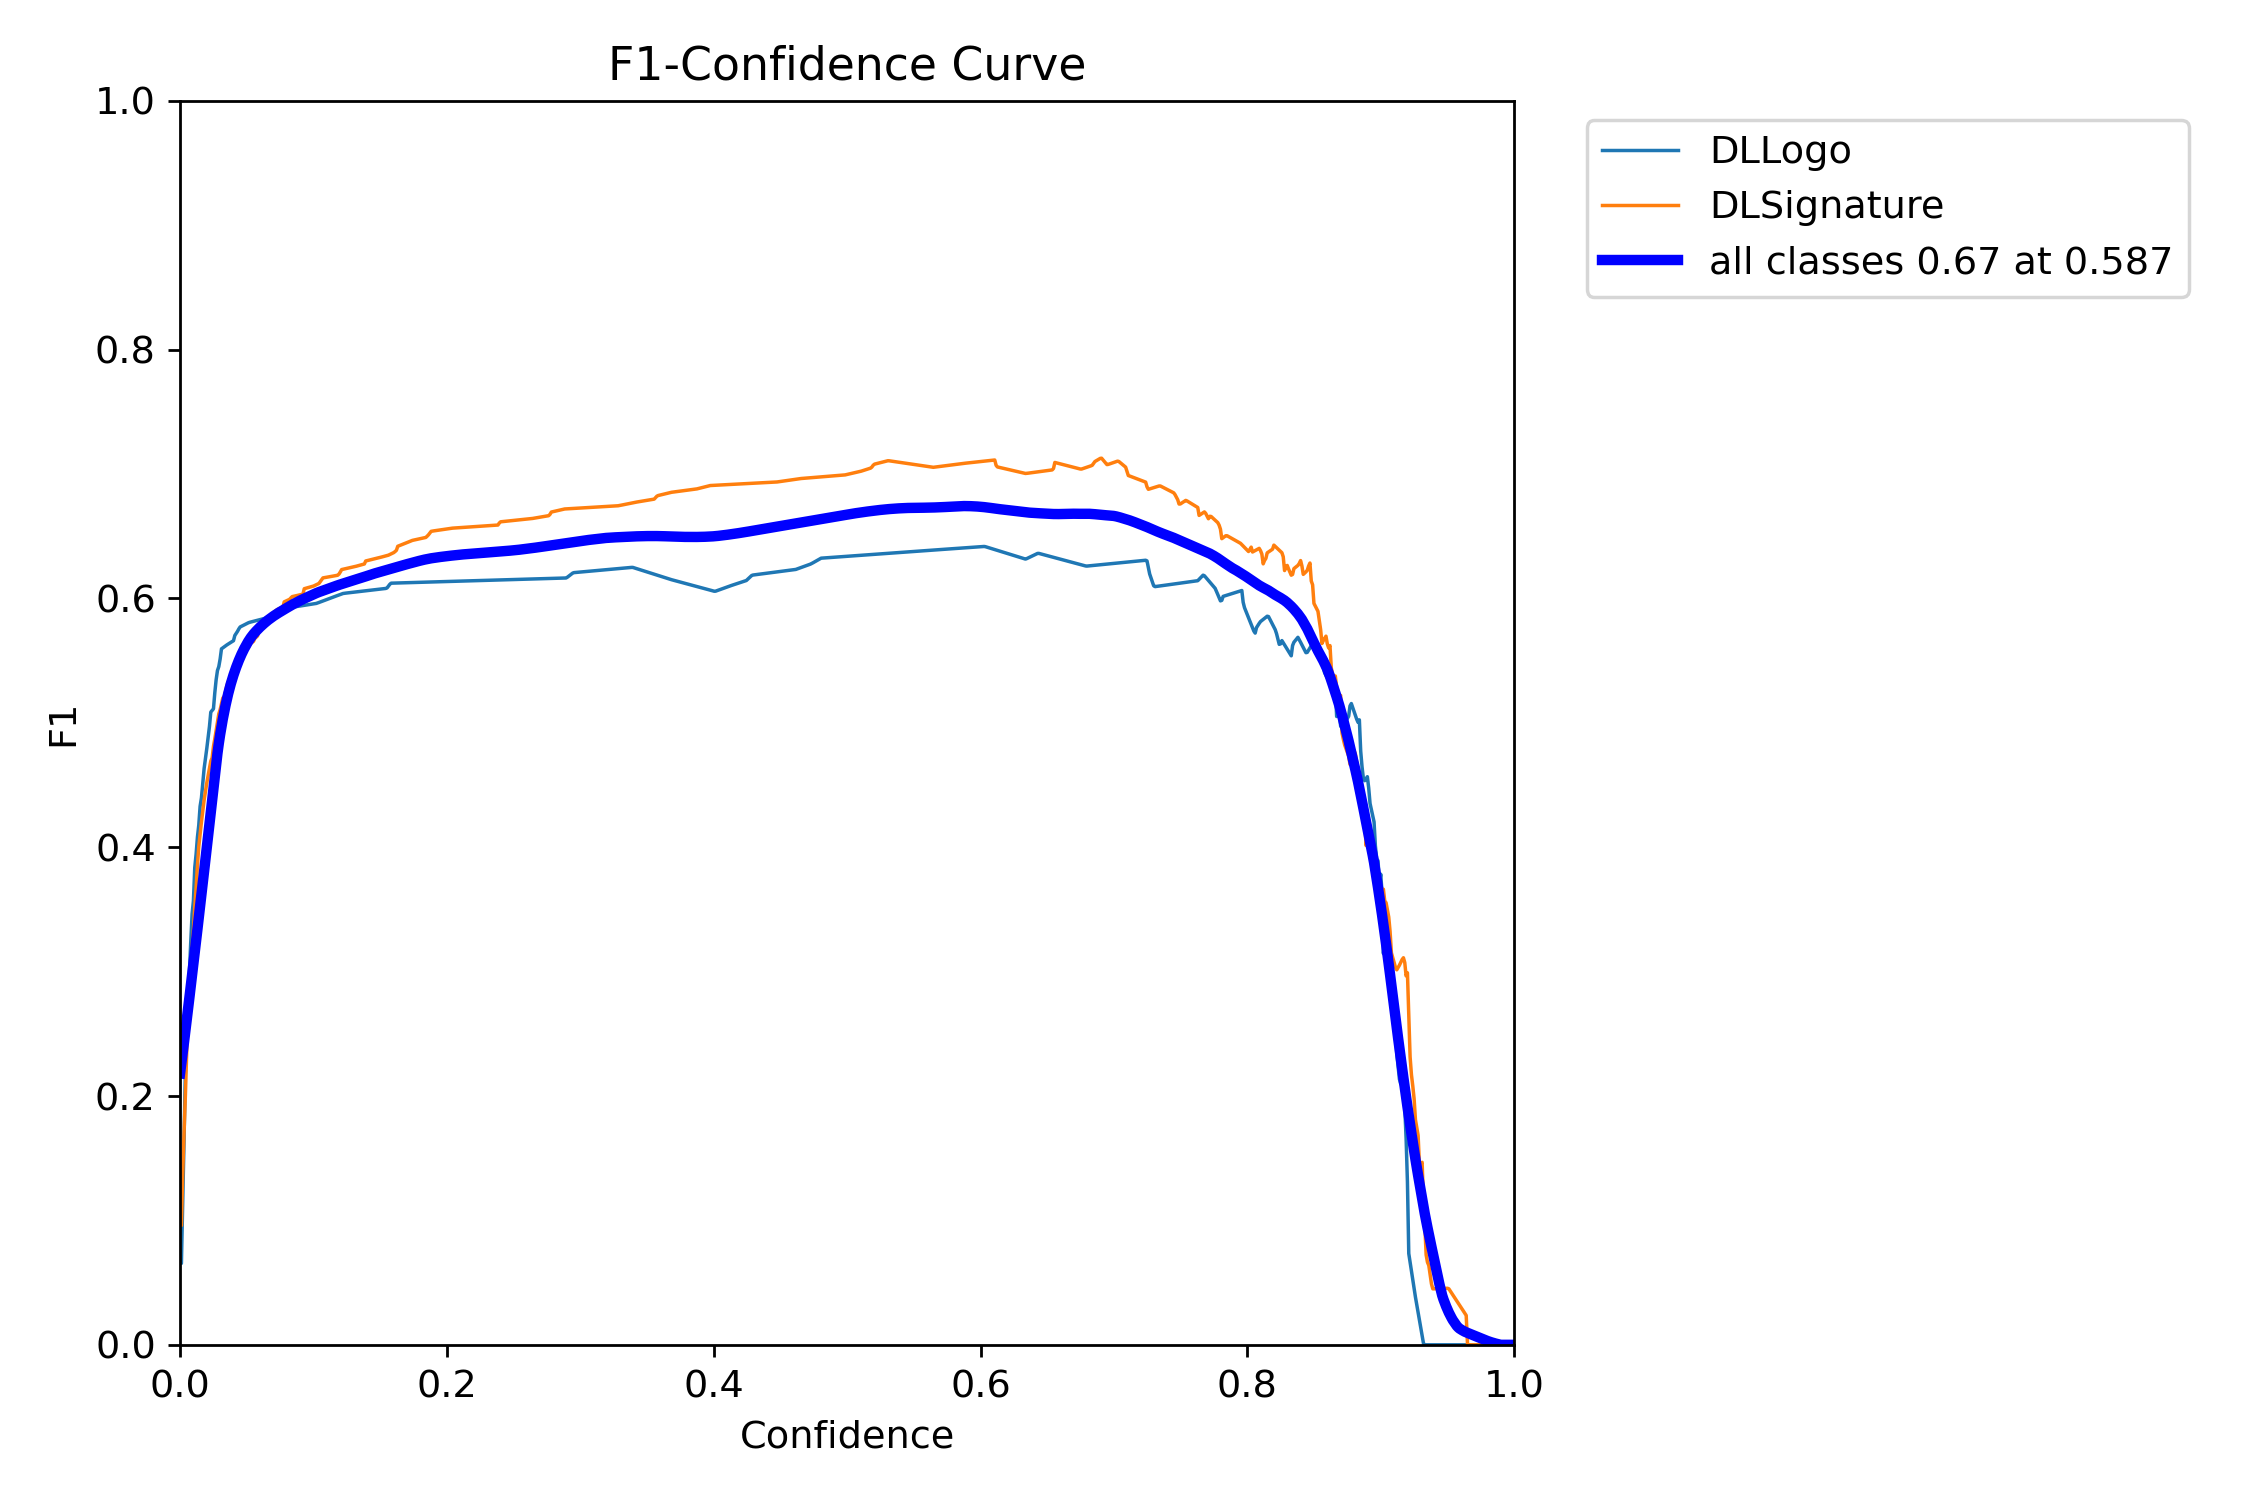 F1-Confidence Curve
1.0
0.8
0.6
0.4
0.2
0.0
F1
0.0 0.2 0.4 0.6 0.8 1.0
Confidence
DLLogo
DLSignature
all classes 0.67 at 0.587